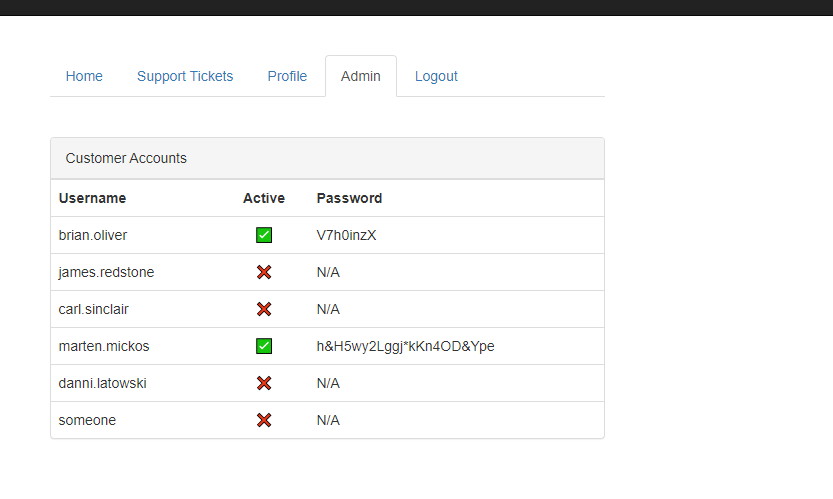 Home Support Tickets Profile Admin Logout
Customer Accounts
Username Active Password
brian.oliver V7h0inzX
james.redstone N/A
carl.sinclair N/A
marten.mickos h&H5wy2Lggj*kKn4OD&Ype
danni.latowski N/A
someone N/A